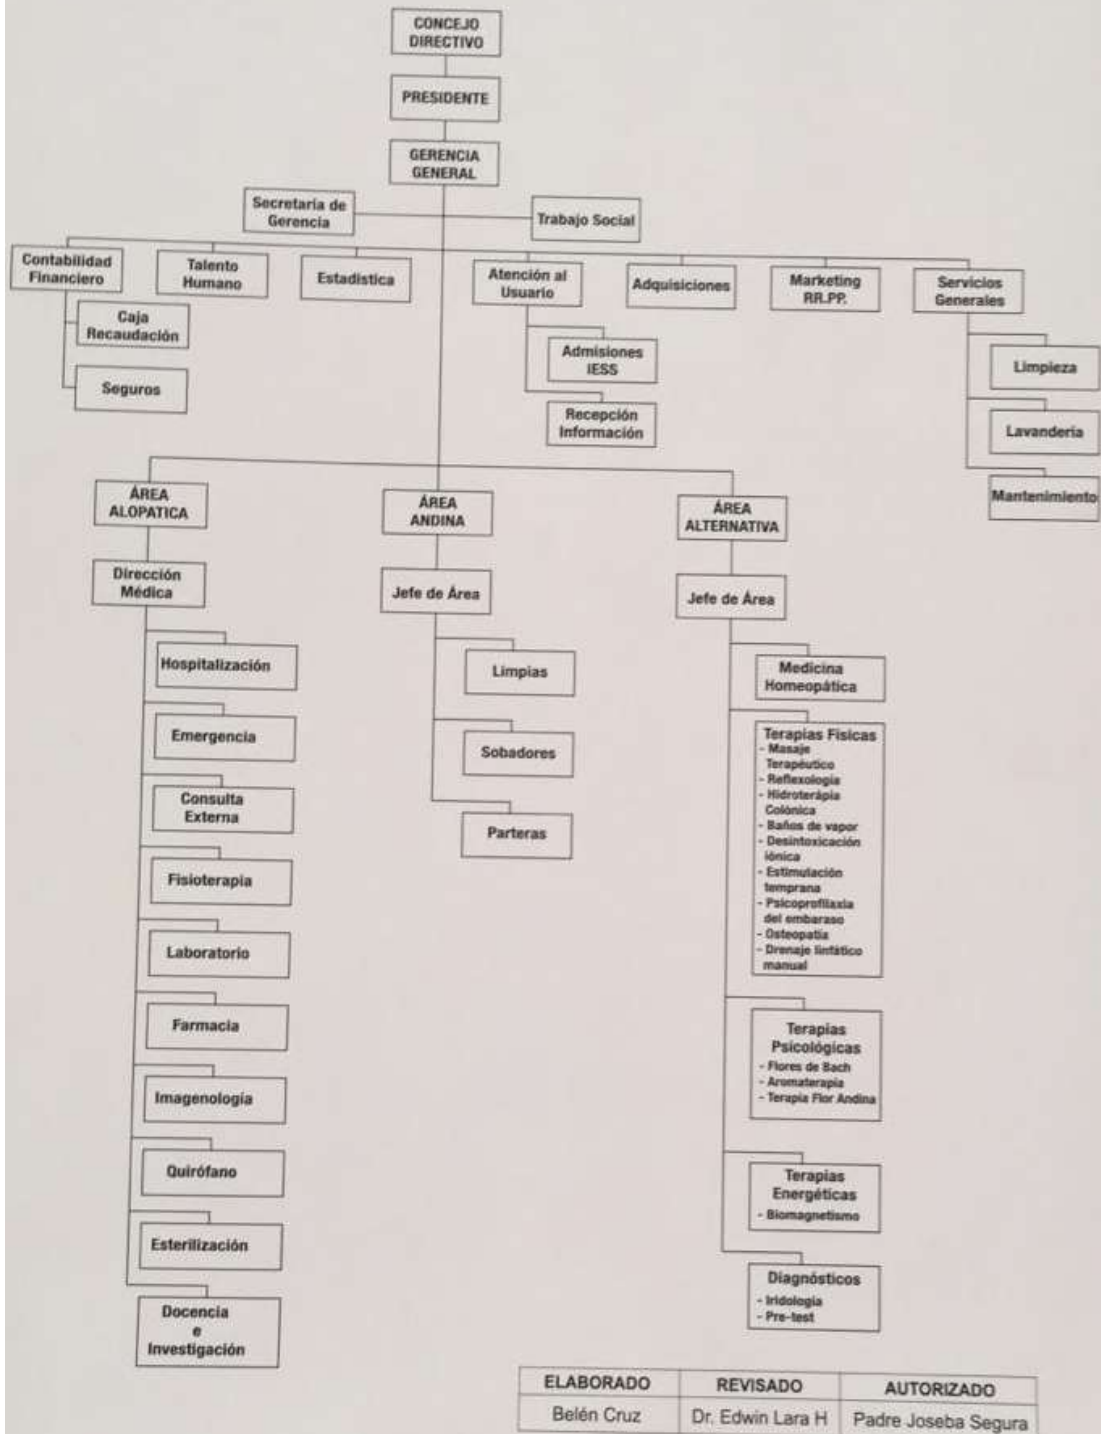 CONCEJO
DIRECTIVO
PRESIDENTE
GERENCIA
GENERAL
Secretaria de
Gerencia
Trabajo Social
Contabilidad
Financiero
Talento
Humano
Estadistica
Atención al
Usuario
Adquisiciones
Marketing
RR.PP.
Servicios
Generales
Caja
Recaudación
Seguros
Admisiones
IESS
Recepción
Información
Limpieza
Lavandería
Mantenimiento
ÁREA
ALOPATICA
ÁREA
ANDINA
ÁREA
ALTERNATIVA
Dirección
Médica
Jefe de Área
Jefe de Área
Hospitalización
Emergencia
Consulta
Externa
Fisioterapia
Laboratorio
Farmacia
Imagenología
Quirófano
Esterilización
Docencia
e
Investigación
Limpias
Sobadores
Parteras
Medicina
Homeopática
Terapias Físicas
- Masaje
Terapéutico
- Reflexología
- Hidroterápia
Colónica
- Baños de vapor
- Desintoxicación
iónica
- Estimulación
temprana
- Psicoprofilaxia
del embaraso
- Osteopatía
- Drenaje linfático
manual
Terapias
Psicológicas
- Flores de Bach
- Aromaterapia
- Terapia Flor Andina
Terapias
Energéticas
- Biomagnetismo
Diagnósticos
- Iridología
- Pre-test
ELABORADO REVISADO AUTORIZADO
Belén Cruz Dr. Edwin Lara H Padre Joseba Segura